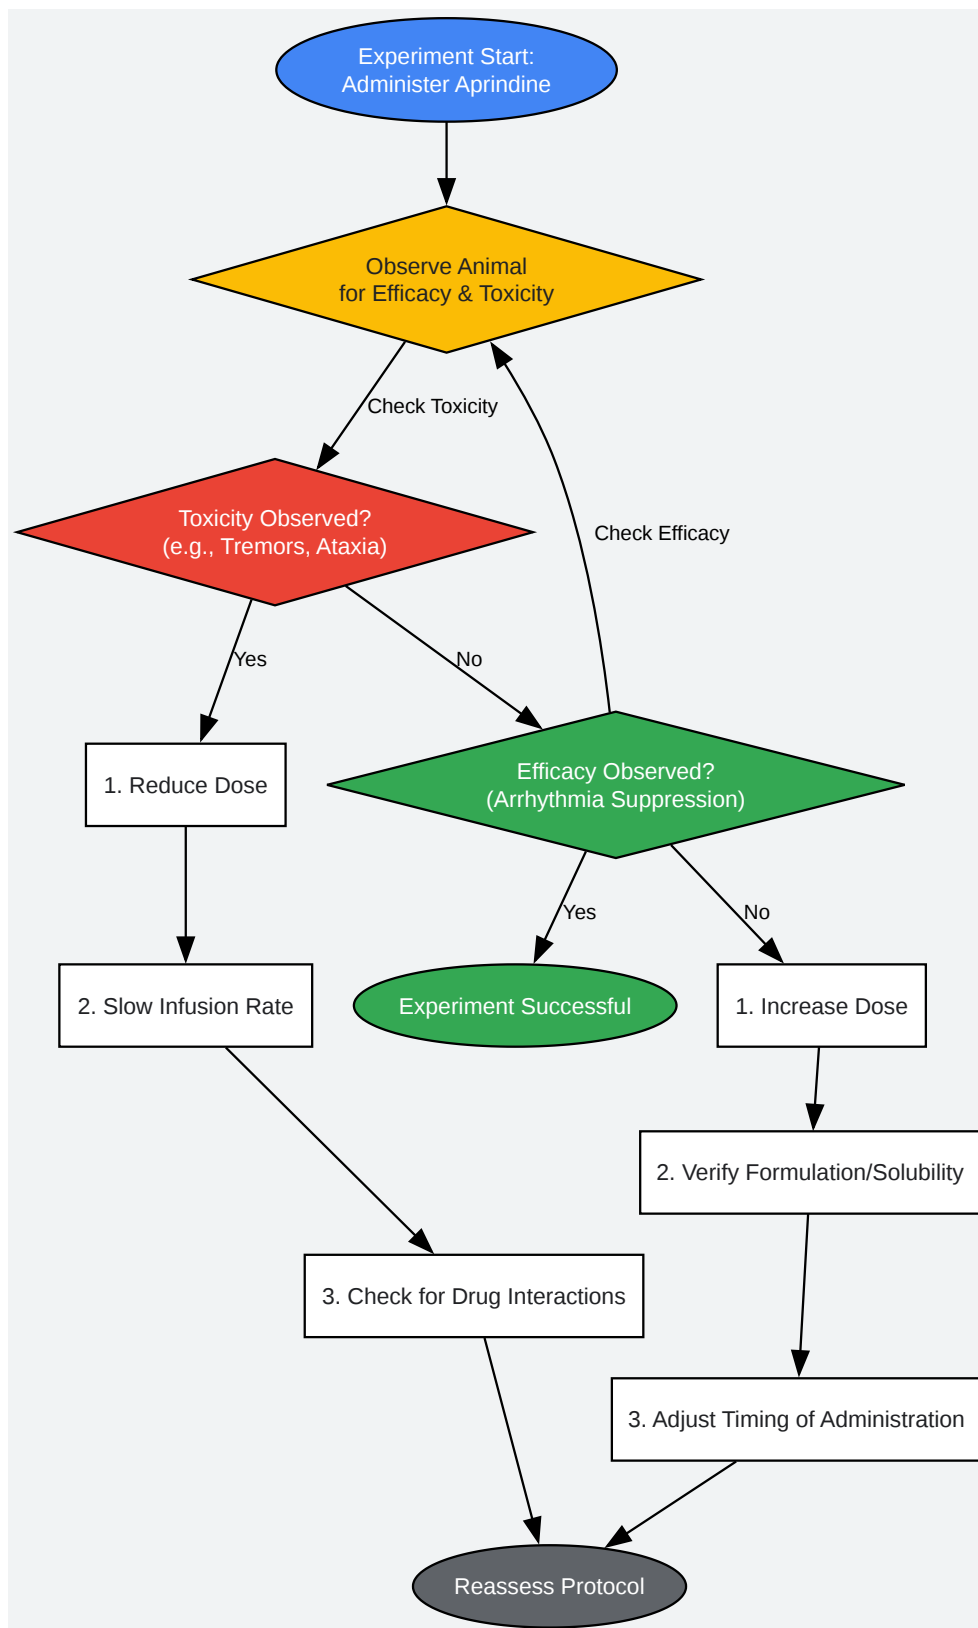 Experiment Start:
Administer Aprindine
Observe Animal
for Efficacy & Toxicity
Check Toxicity
Toxicity Observed?
(e.g., Tremors, Ataxia)
Check Efficacy
Yes
No
1. Reduce Dose
Efficacy Observed?
(Arrhythmia Suppression)
Yes
No
2. Slow Infusion Rate
Experiment Successful
1. Increase Dose
2. Verify Formulation/Solubility
3. Check for Drug Interactions
3. Adjust Timing of Administration
Reassess Protocol